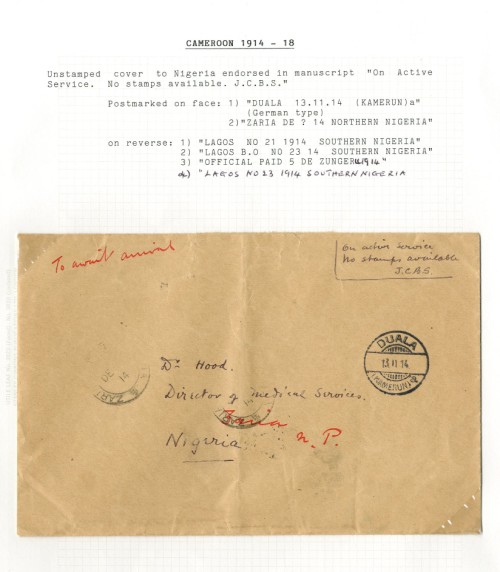 CAMEROON 1914 - 18
Unstamped cover to Nigeria endorsed in manuscript "On Active
Service. No stamps available. J.C.B.S."
Postmarked on face: 1) "DUALA 13.11.14 (KAMERUN)a"
(German type)
2)"ZARIA DE ? 14 NORTHERN NIGERIA"
on reverse: 1) "LAGOS NO 21 1914 SOUTHERN NIGERIA"
2) "LAGOS B.O NO 23 14 SOUTHERN NIGERIA"
3) "OFFICIAL PAID 5 DE ZUNGERU 1914"
4) "LAGOS NO 23 1914 SOUTHERN NIGERIA
To await arrival
On active service
No stamps available
J.C.B.S.
DUALA
13.11.14
(KAMERUN) a
DE
14
ZARI
Dr Hood.
Director of Medical Services.
14
Zaria
Nigeria N.P.